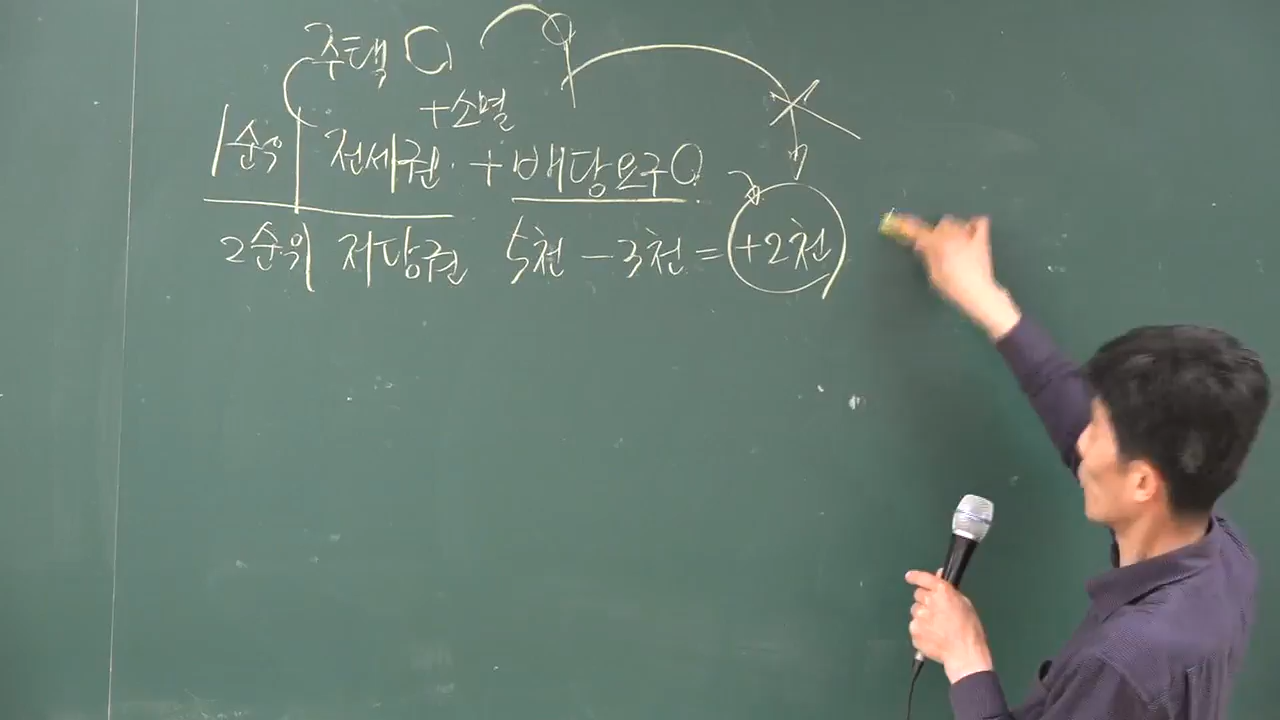 주택 O
+소멸
1순위 전세권 + 배당요구 O
2순위 저당권 5천 - 3천 = +2천